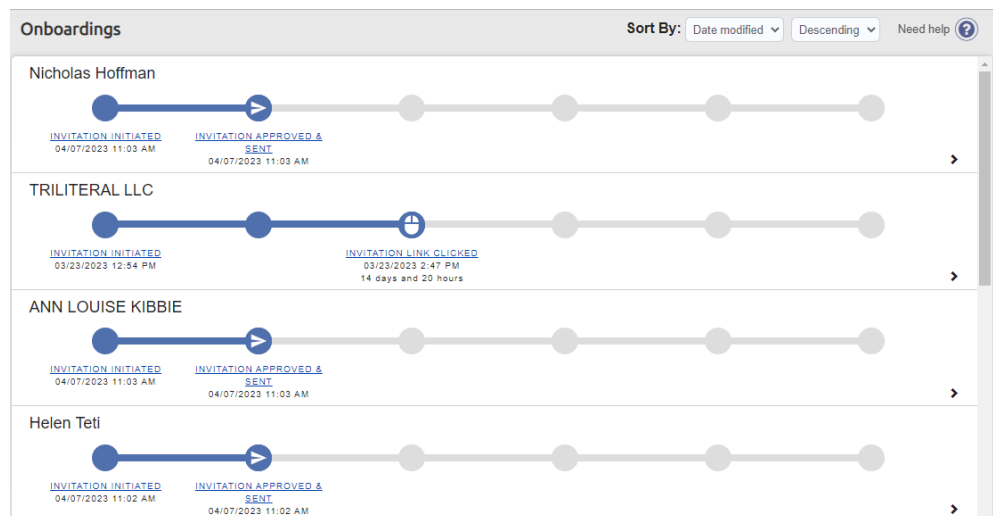 Onboardings
Sort By: Date modified Descending Need help ?
Nicholas Hoffman
INVITATION INITIATED
04/07/2023 11:03 AM
INVITATION APPROVED &
SENT
04/07/2023 11:03 AM
TRILITERAL LLC
INVITATION INITIATED
03/23/2023 12:54 PM
INVITATION LINK CLICKED
03/23/2023 2:47 PM
14 days and 20 hours
ANN LOUISE KIBBIE
INVITATION INITIATED
04/07/2023 11:03 AM
INVITATION APPROVED &
SENT
04/07/2023 11:03 AM
Helen Teti
INVITATION INITIATED
04/07/2023 11:02 AM
INVITATION APPROVED &
SENT
04/07/2023 11:02 AM